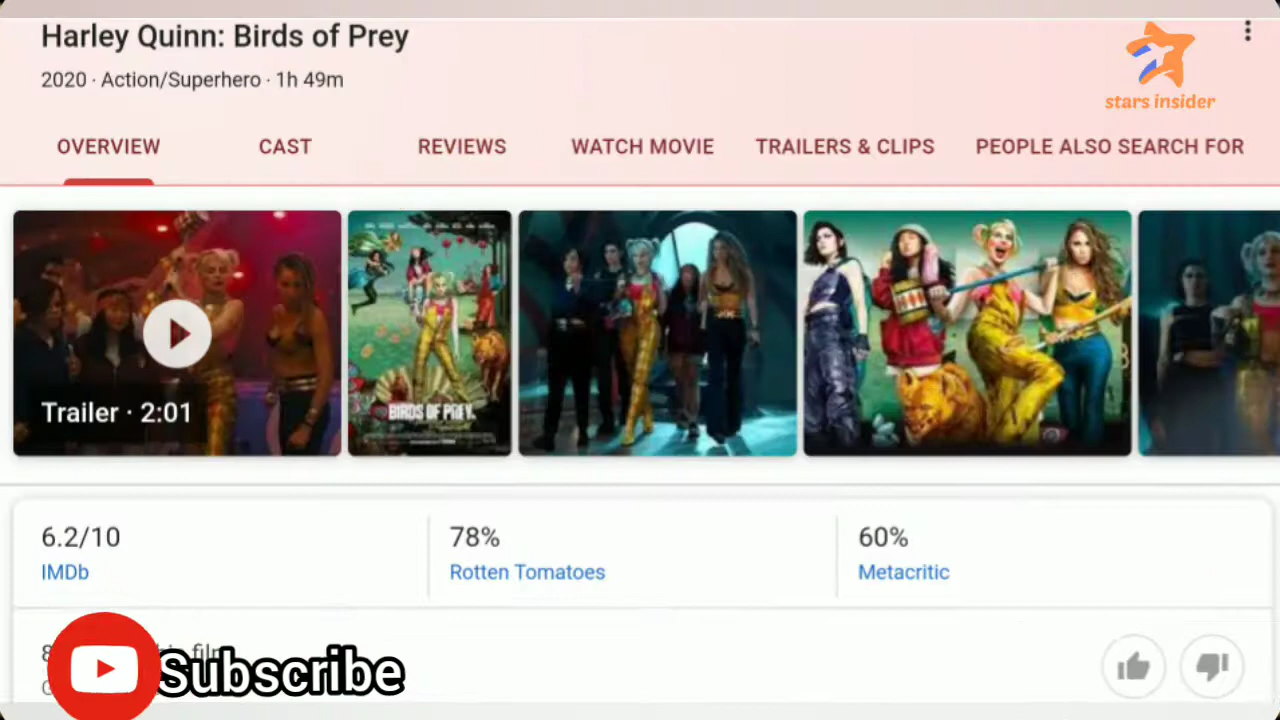 Harley Quinn: Birds of Prey
2020 · Action/Superhero · 1h 49m
stars insider
OVERVIEW
CAST
REVIEWS
WATCH MOVIE
TRAILERS & CLIPS
PEOPLE ALSO SEARCH FOR
Trailer · 2:01
BIRDS OF PREY
6.2/10
IMDb
78%
Rotten Tomatoes
60%
Metacritic
Subscribe